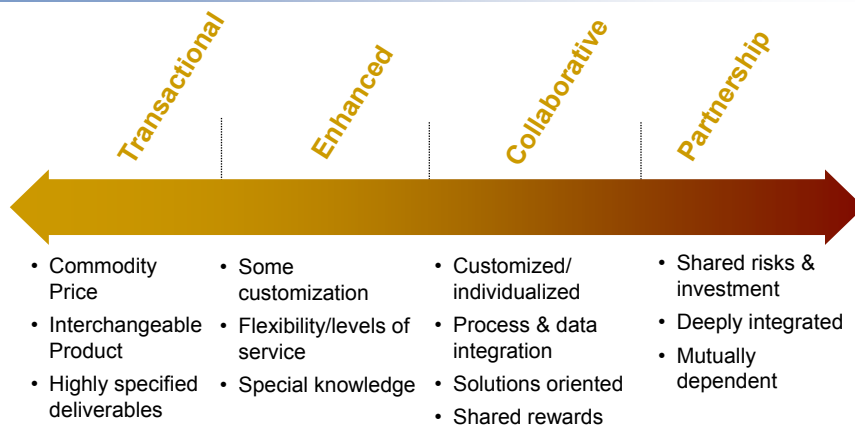 Transactional
Enhanced
Collaborative
Partnership
• Commodity
Price
• Interchangeable
Product
• Highly specified
deliverables
• Some
customization
• Flexibility/levels of
service
• Special knowledge
• Customized/
individualized
• Process & data
integration
• Solutions oriented
• Shared rewards
• Shared risks &
investment
• Deeply integrated
• Mutually
dependent